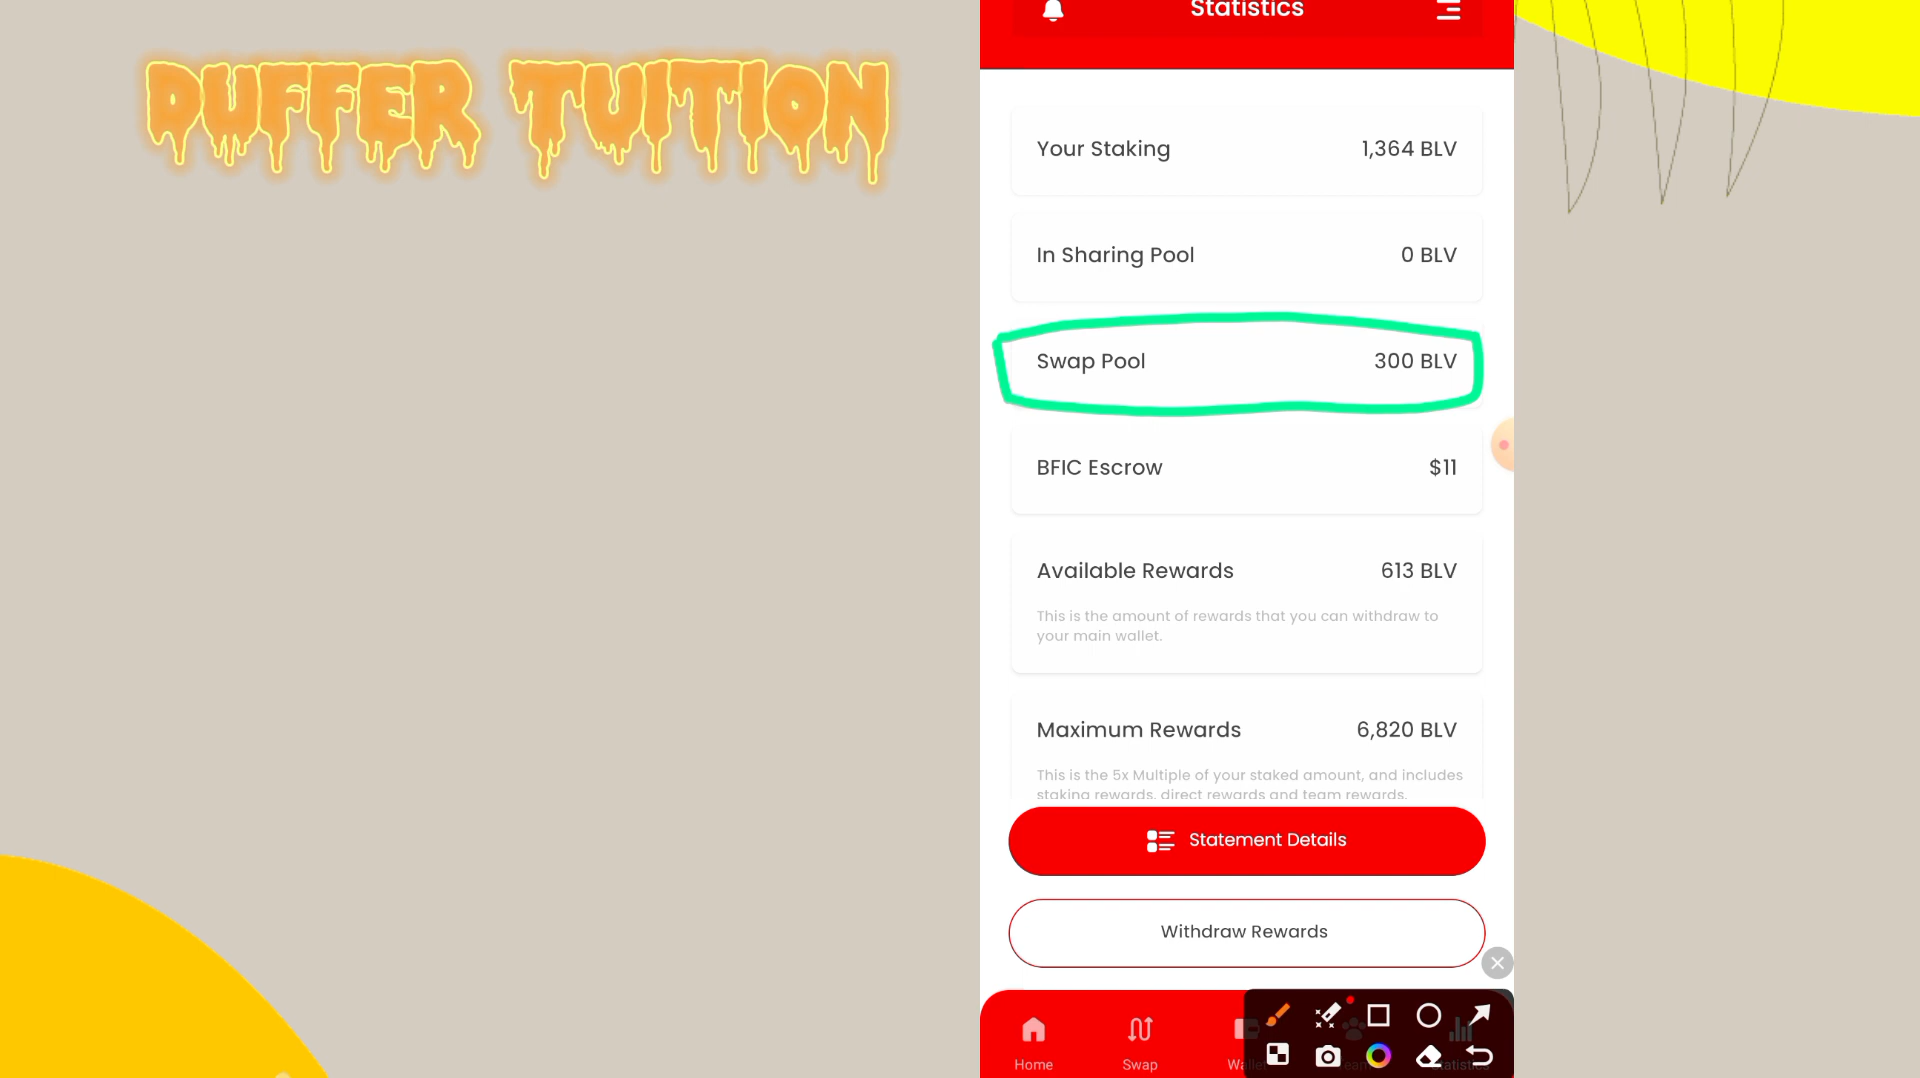 DUFFER TUITION
Statistics
Your Staking 1,364 BLV
In Sharing Pool 0 BLV
Swap Pool 300 BLV
BFIC Escrow $11
Available Rewards 613 BLV
This is the amount of rewards that you can withdraw to
your main wallet.
Maximum Rewards 6,820 BLV
This is the 5x Multiple of your staked amount, and includes
staking rewards, direct rewards and team rewards.
Statement Details
Withdraw Rewards
Home Swap Wallet Statistics